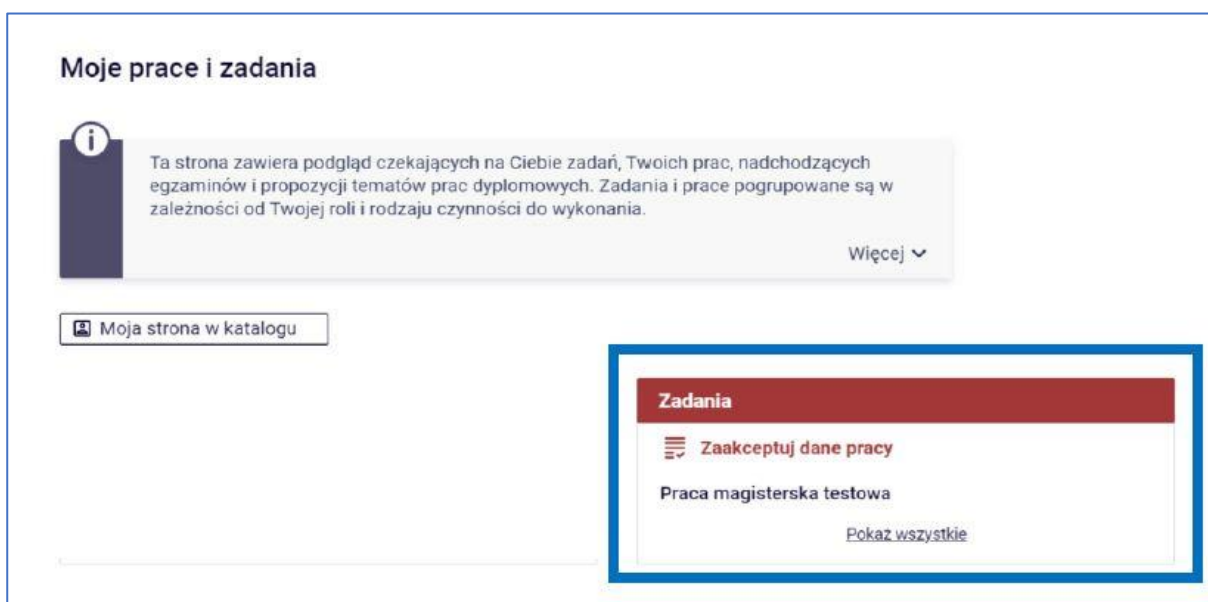 Moje prace i zadania
Ta strona zawiera podgląd czekających na Ciebie zadań, Twoich prac, nadchodzących
egzaminów i propozycji tematów prac dyplomowych. Zadania i prace pogrupowane są w
zależności od Twojej roli i rodzaju czynności do wykonania.
Więcej
Moja strona w katalogu
Zadania
Zaakceptuj dane pracy
Praca magisterska testowa
Pokaż wszystkie